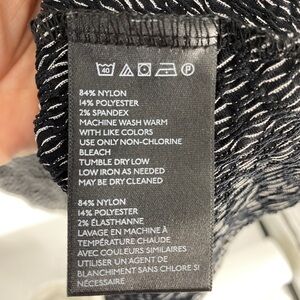 40 P
84% NYLON
14% POLYESTER
2% SPANDEX
MACHINE WASH WARM
WITH LIKE COLORS
USE ONLY NON-CHLORINE
BLEACH
TUMBLE DRY LOW
LOW IRON AS NEEDED
MAY BE DRY CLEANED
84% NYLON
14% POLYESTER
2% ÉLASTHANNE
LAVAGE EN MACHINE À
TEMPÉRATURE CHAUDE
AVEC COULEURS SIMILAIRES
UTILISER UN AGENT DE
BLANCHIMENT SANS CHLORE SI
NÉCESSAIRE